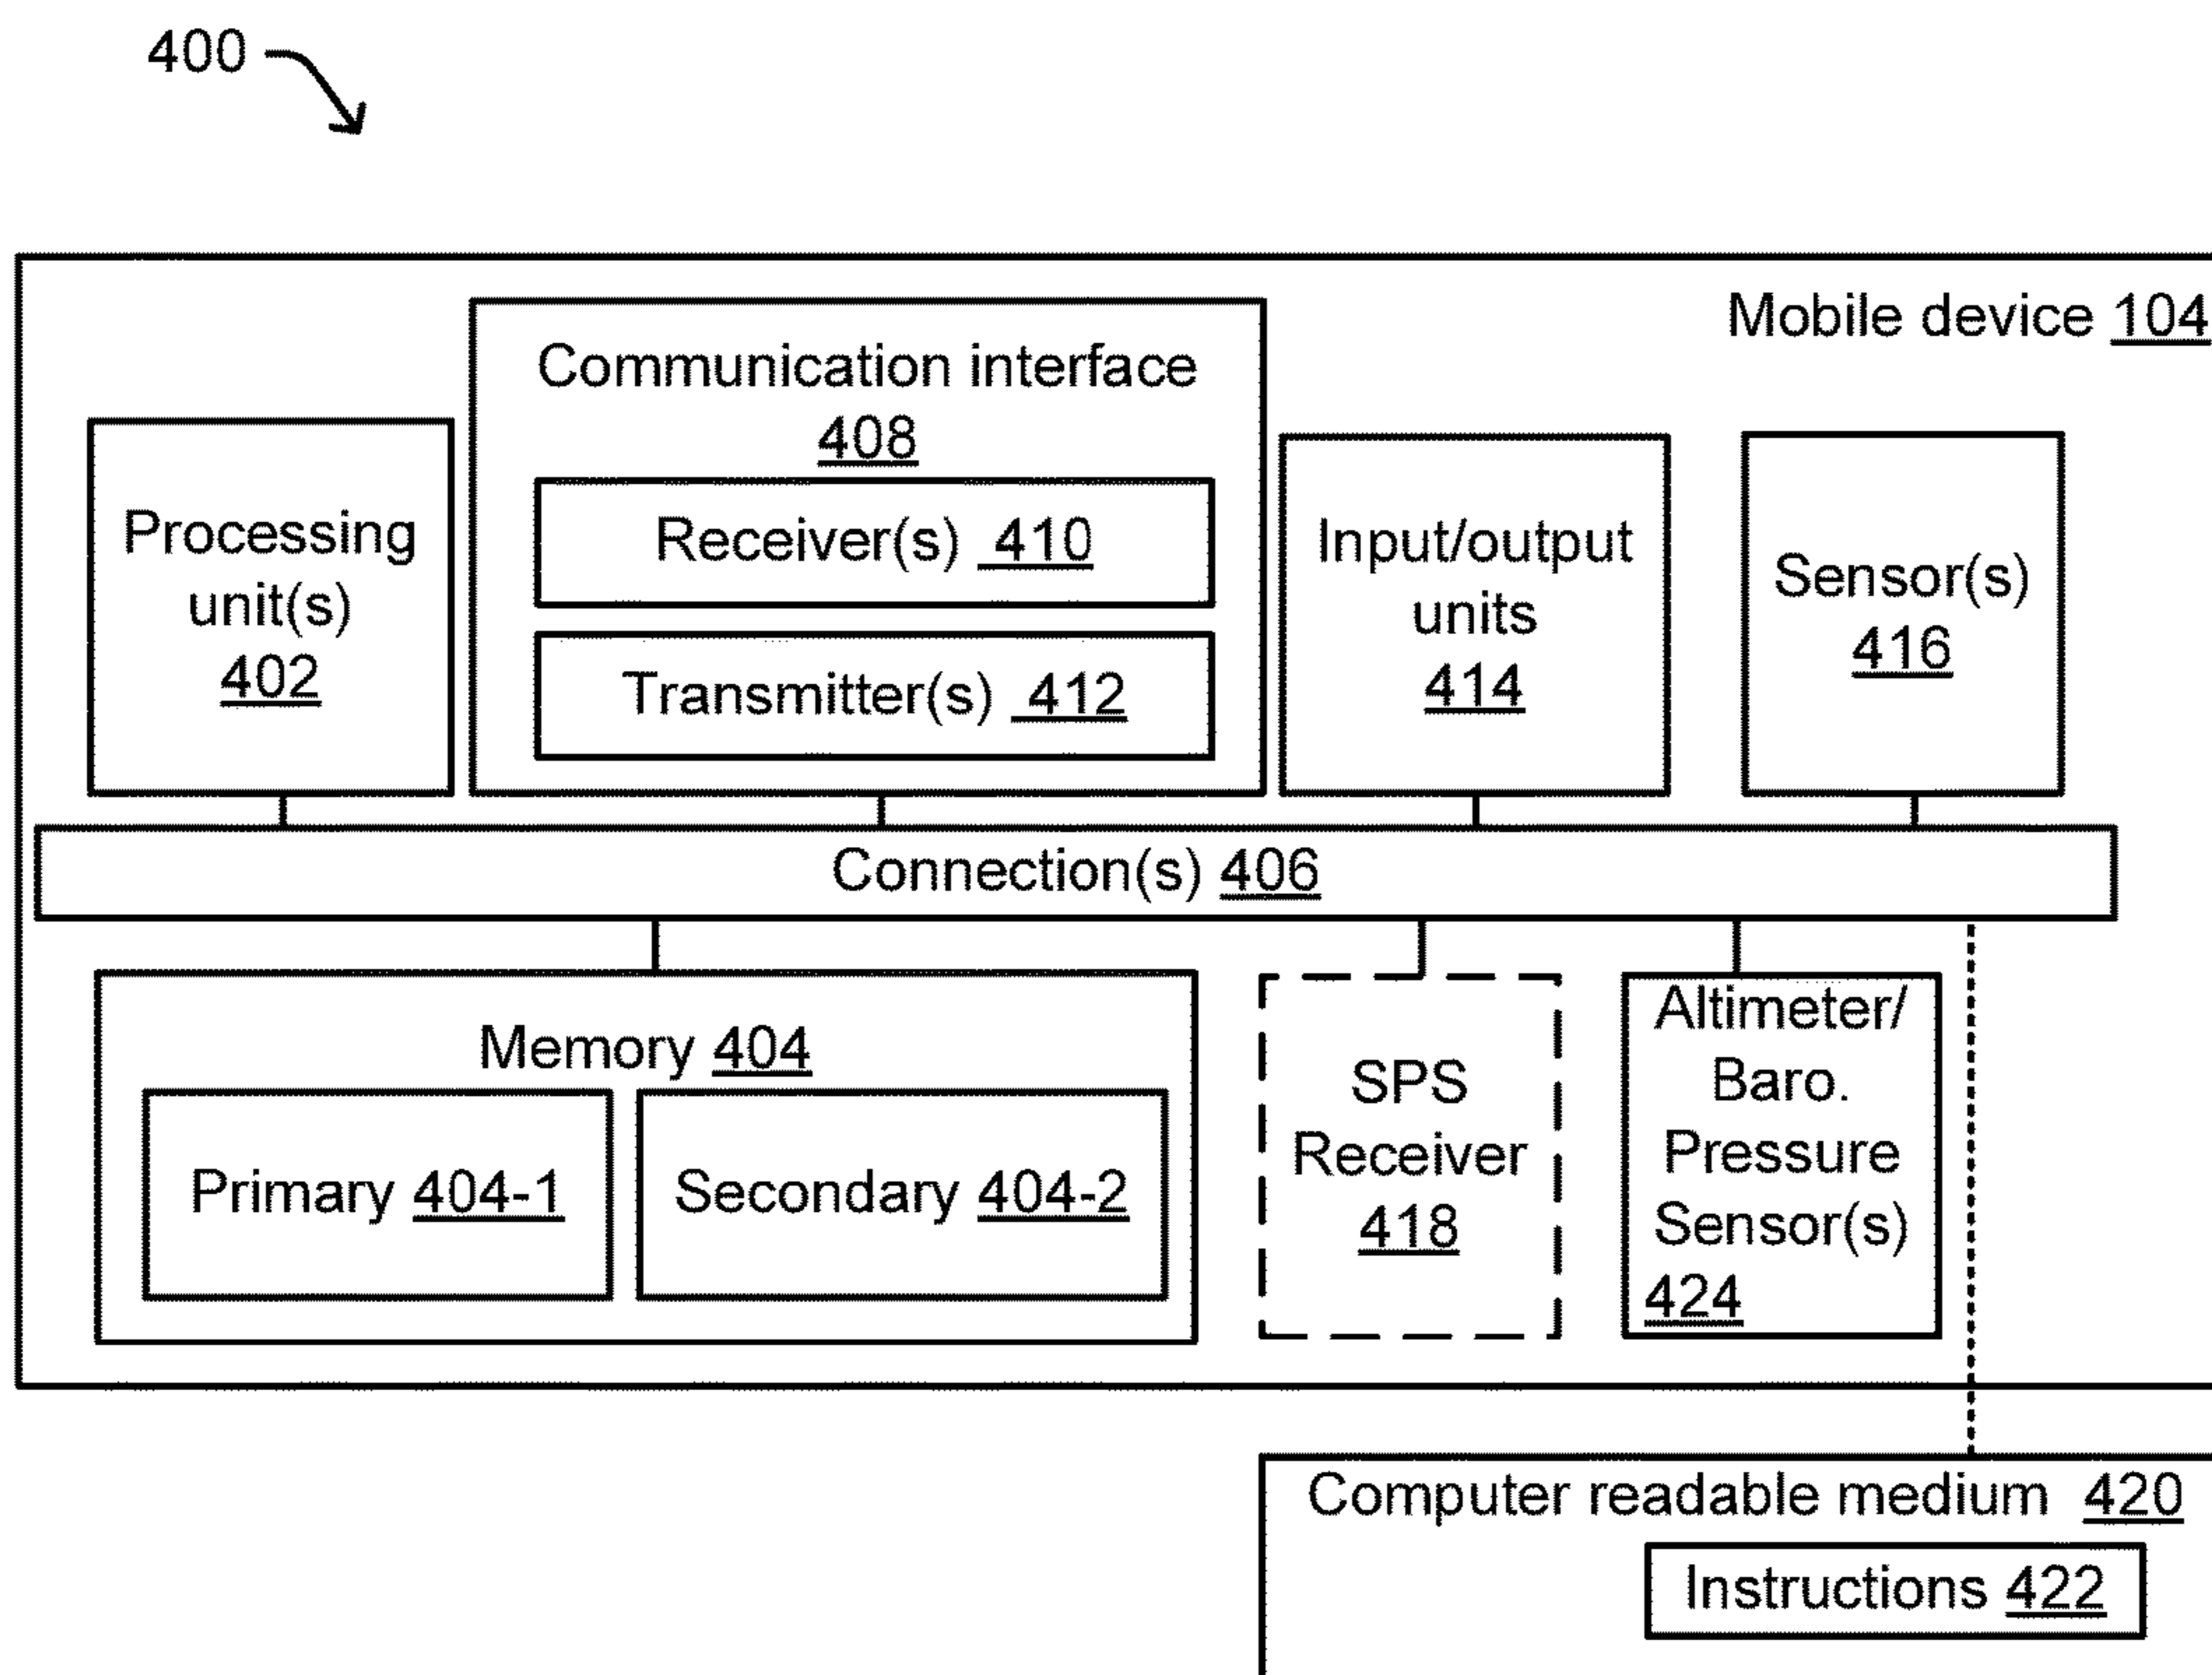 400
Mobile device 104
Communication interface
408
Receiver(s) 410
Transmitter(s) 412
Processing
unit(s)
402
Input/output
units
414
Sensor(s)
416
Connection(s) 406
Memory 404
Primary 404-1
Secondary 404-2
SPS
Receiver
418
Altimeter/
Baro.
Pressure
Sensor(s)
424
Computer readable medium 420
Instructions 422